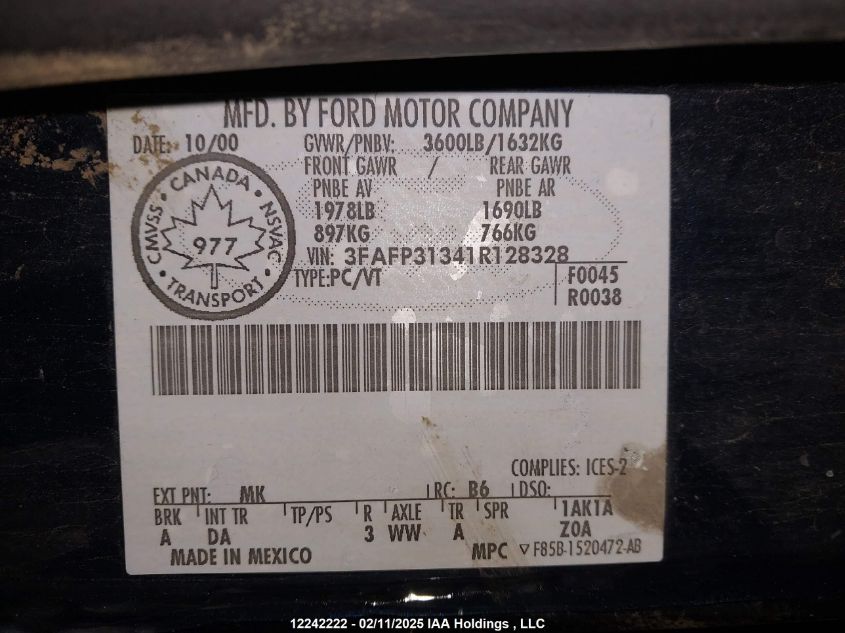 MFD. BY FORD MOTOR COMPANY
DATE: 10/00 GVWR/PNBV: 3600LB/1632KG
FRONT GAWR / REAR GAWR
PNBE AV PNBE AR
1978LB 1690LB
897KG 766KG
VIN: 3FAFP31341R128328
TYPE:PC/VT F0045
R0038
CANADA
CMVSS NSVAC
977
TRANSPORT
COMPLIES: ICES-2
EXT PNT: MK RC: B6 DSO:
BRK INT TR TP/PS R AXLE TR SPR 1AK1A
A DA 3 WW A Z0A
MADE IN MEXICO MPC ▽F85B-1520472-AB
12242222 - 02/11/2025 IAA Holdings , LLC